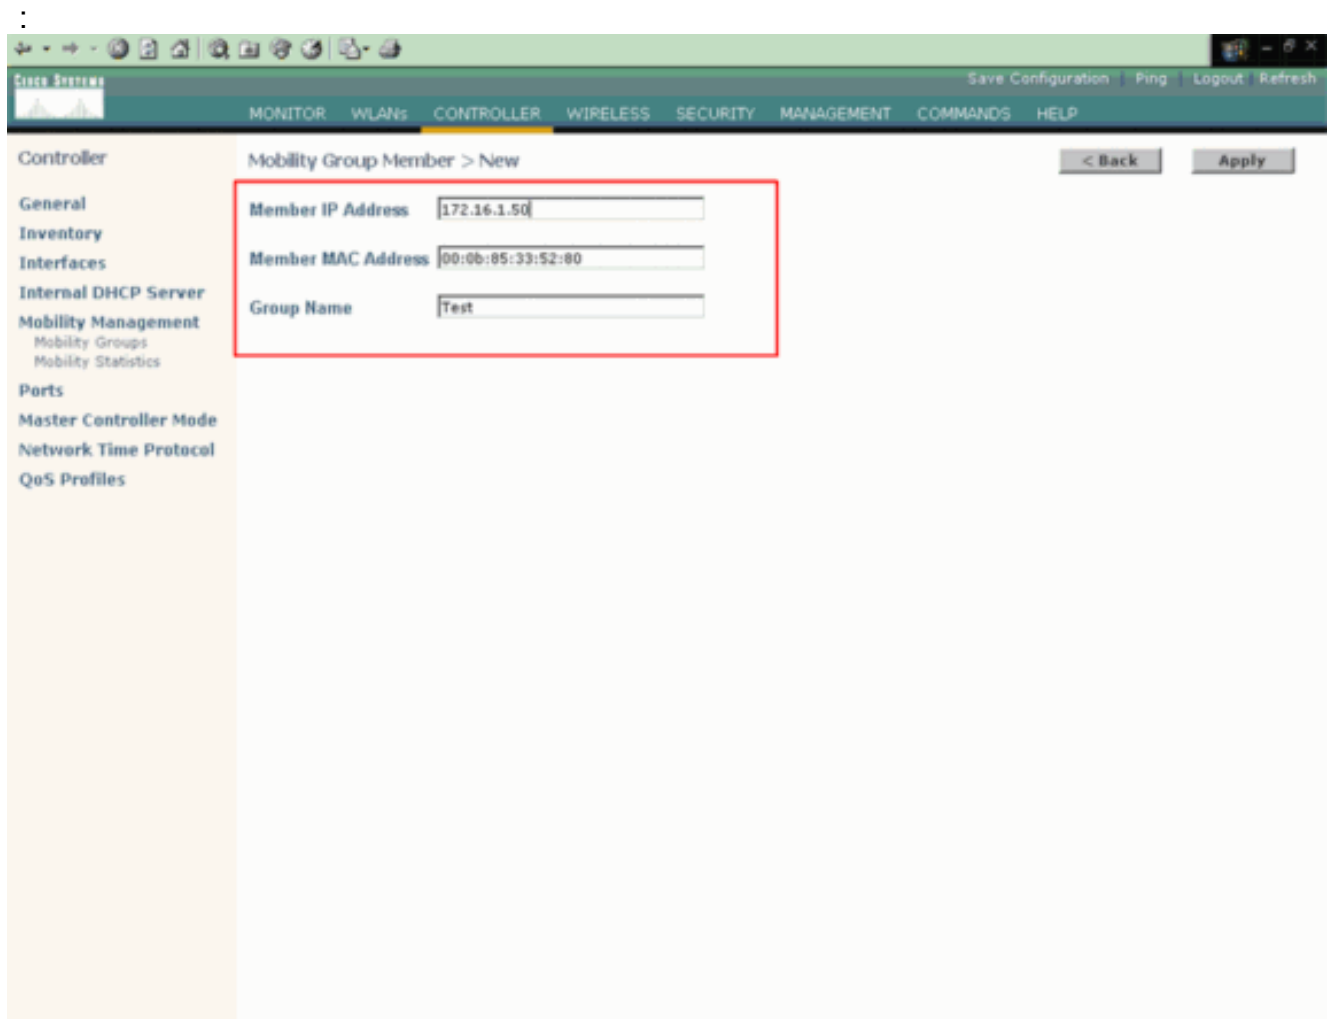 :
CISCO SYSTEMS
Save Configuration | Ping | Logout | Refresh
MONITOR WLANs CONTROLLER WIRELESS SECURITY MANAGEMENT COMMANDS HELP
Controller
General
Inventory
Interfaces
Internal DHCP Server
Mobility Management
Mobility Groups
Mobility Statistics
Ports
Master Controller Mode
Network Time Protocol
QoS Profiles
Mobility Group Member > New
< Back
Apply
Member IP Address 172.16.1.50
Member MAC Address 00:0b:85:33:52:80
Group Name Test